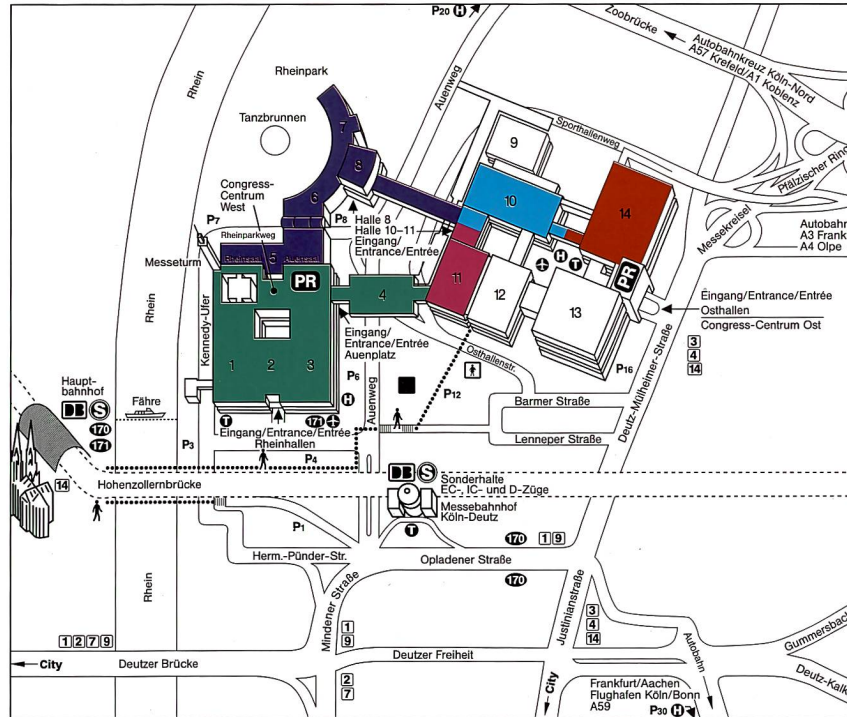 P20 H
Zoobrücke
Autobahnkreuz Köln-Nord
A57 Krefeld/A1 Koblenz
Rhein
Rheinpark
Auenweg
Tanzbrunnen
7
8
9
Sporthallenweg
Pfälzischer Ring
10
14
Congress-
Centrum
West
6
P7
P8
Halle 8
Halle 10–11
Eingang/
Entrance/Entrée
Messekreisel
Autobahn
A3 Frank
A4 Olpe
Rheinparkweg
Messeturm
Rheinsaal
5
Auensaal
PR
4
11
12
H
T
13
PR
Eingang/Entrance/Entrée
Osthallen
Congress-Centrum Ost
Rhein
Kennedy-Ufer
1
2
3
Eingang/
Entrance/Entrée
Auenplatz
Osthallenstr.
3
4
14
P16
P6
P12
Haupt-
bahnhof
DB S
170
171
Fähre
H
Auenweg
Barmer Straße
Deutz-Mülheimer-Straße
T
171
Eingang/Entrance/Entrée
Rheinhallen
Lenneper Straße
P3
P4
14
Hohenzollernbrücke
DB S
Sonderhalte
EC-, IC- und D-Züge
Messebahnhof
Köln-Deutz
P1
T
170 1 9
Herm.-Pünder-Str.
Opladener Straße
170
Rhein
Mindener Straße
Justinianstraße
3
4
14
1
9
1 2 7 9
City
Deutzer Brücke
Deutzer Freiheit
Autobahn
Gummersbach
2
7
City
Frankfurt/Aachen
Flughafen Köln/Bonn
A59
P30 H
Deutz-Kalk